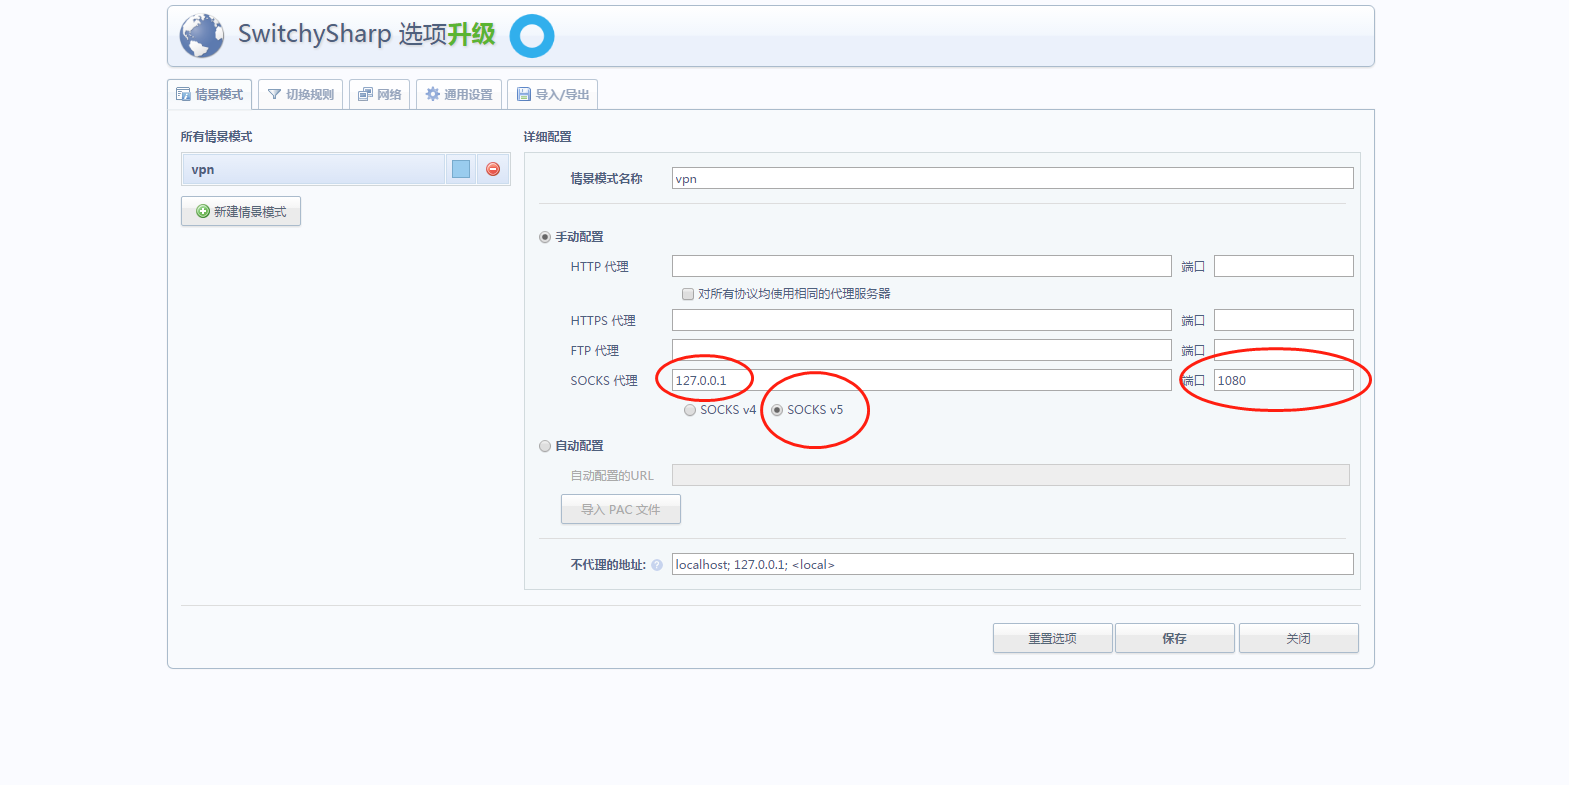 SwitchySharp 选项升级
情景模式 切换规则 网络 通用设置 导入/导出
所有情景模式
vpn
新建情景模式
详细配置
情景模式名称 vpn
手动配置
HTTP 代理 端口
对所有协议均使用相同的代理服务器
HTTPS 代理 端口
FTP 代理 端口
SOCKS 代理 127.0.0.1 端口 1080
SOCKS v4 SOCKS v5
自动配置
自动配置的URL
导入 PAC 文件
不代理的地址: ? localhost; 127.0.0.1; <local>
重置选项 保存 关闭